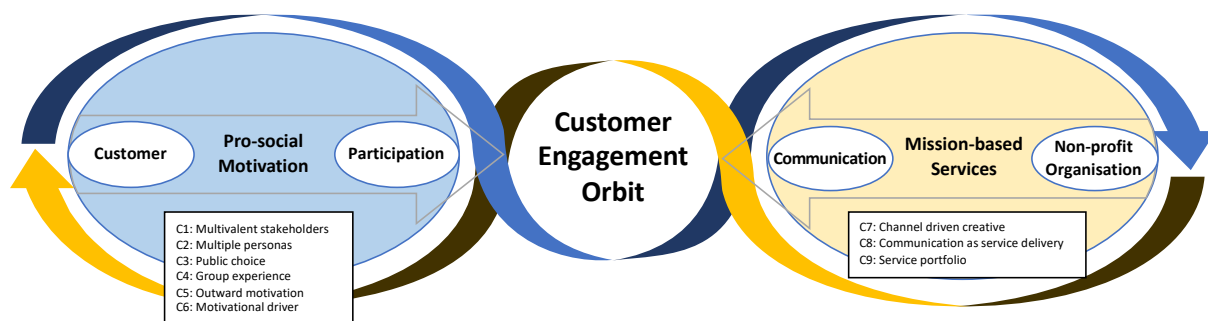 Customer
Pro-social
Motivation
Participation
C1: Multivalent stakeholders
C2: Multiple personas
C3: Public choice
C4: Group experience
C5: Outward motivation
C6: Motivational driver
Customer
Engagement
Orbit
Communication
Mission-based
Services
Non-profit
Organisation
C7: Channel driven creative
C8: Communication as service delivery
C9: Service portfolio